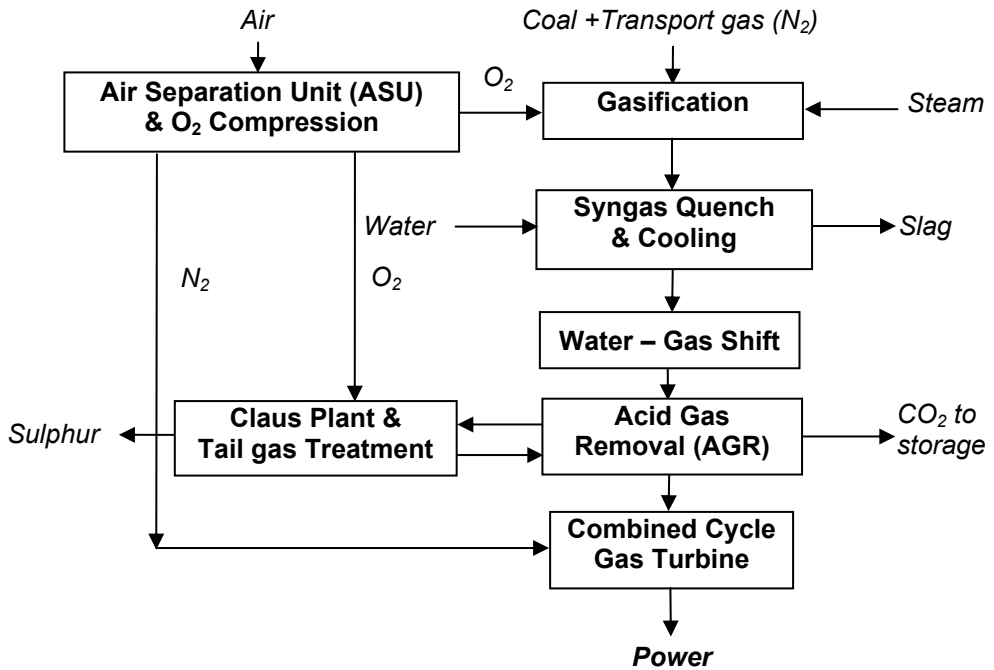 Air
Coal +Transport gas (N₂)
Air Separation Unit (ASU)
& O₂ Compression
O₂
Gasification
Steam
Water
Syngas Quench
& Cooling
Slag
N₂
O₂
Water – Gas Shift
Sulphur
Claus Plant &
Tail gas Treatment
Acid Gas
Removal (AGR)
CO₂ to
storage
Combined Cycle
Gas Turbine
Power